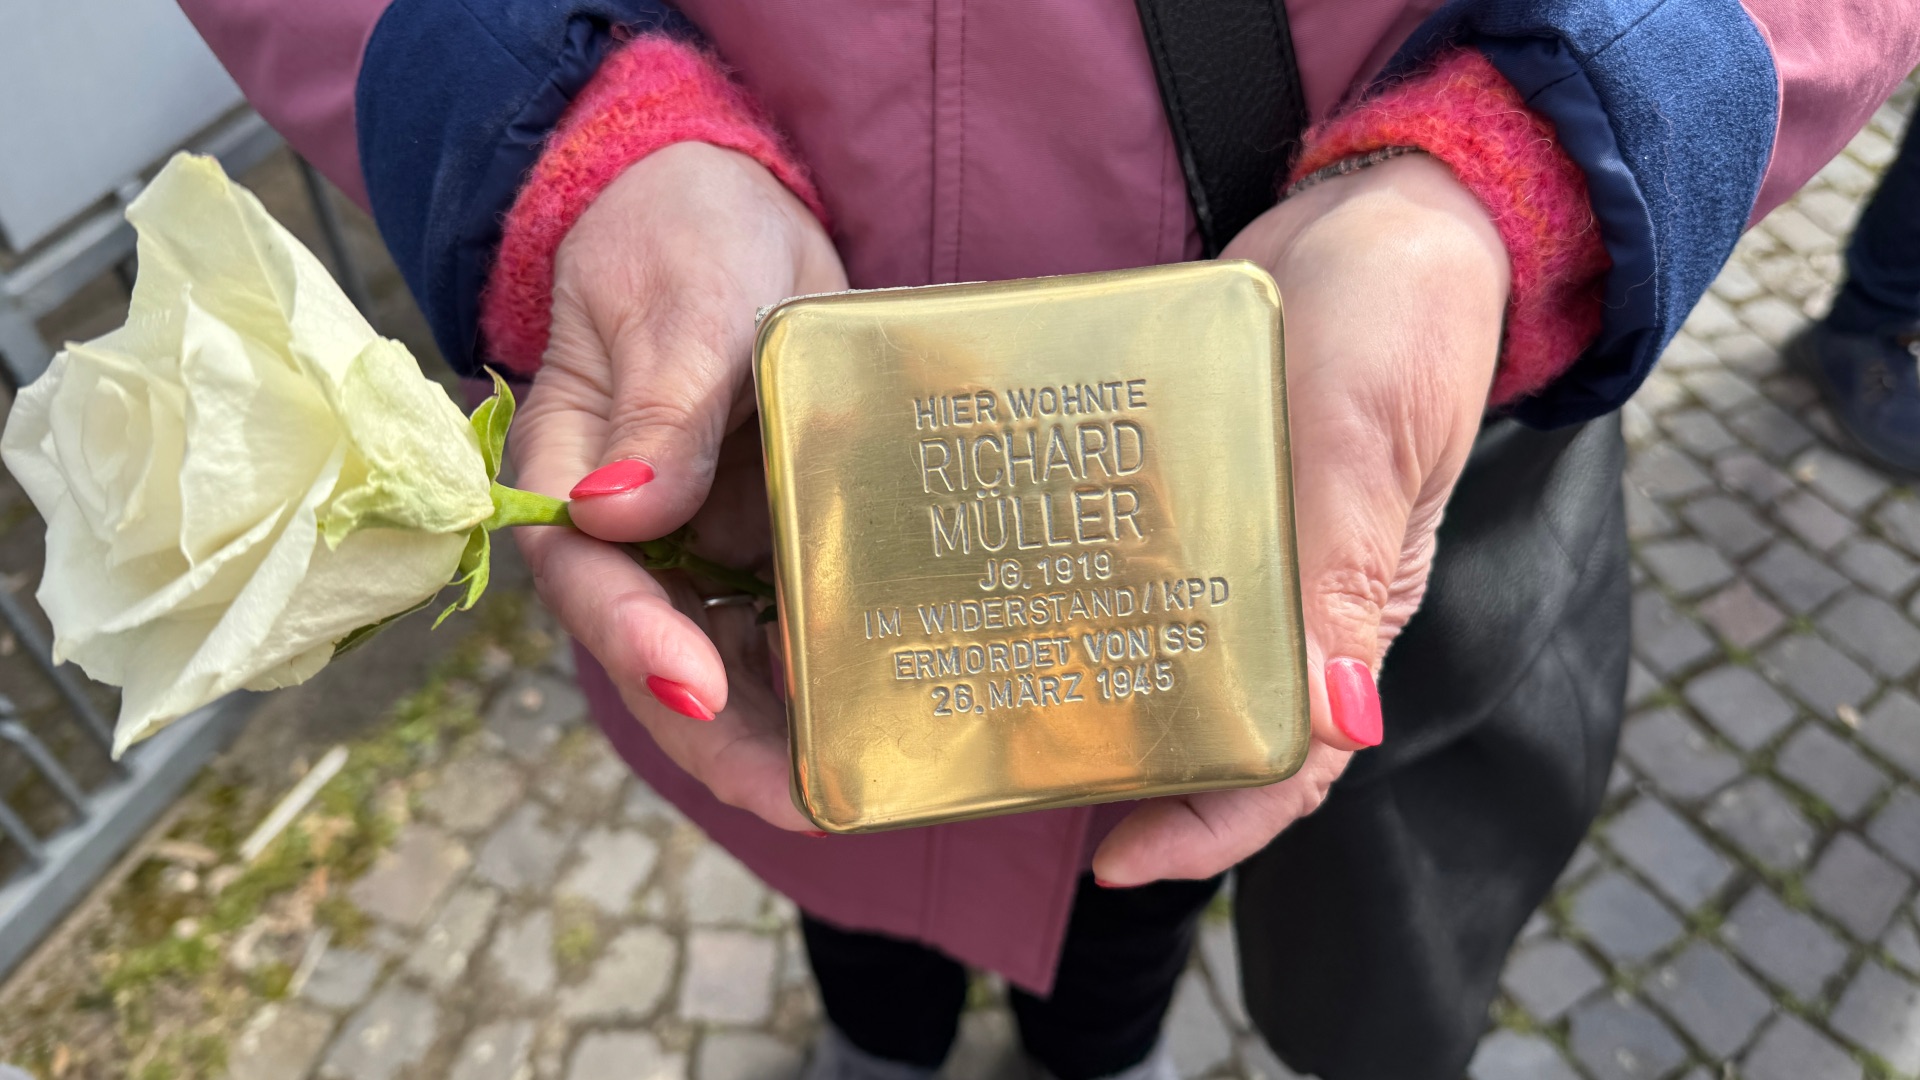 HIER WOHNTE
RICHARD
MÜLLER
JG. 1919
IM WIDERSTAND/KPD
ERMORDET VON SS
26. MÄRZ 1945